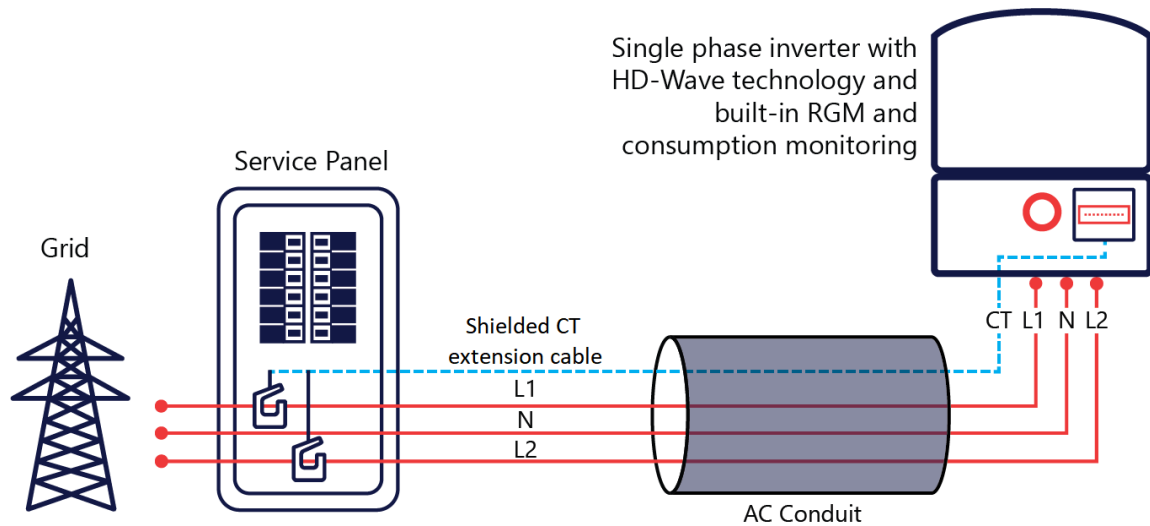 Single phase inverter with
HD-Wave technology and
built-in RGM and
consumption monitoring
Service Panel
Grid
Shielded CT
extension cable
CT L1 N L2
L1
N
L2
AC Conduit